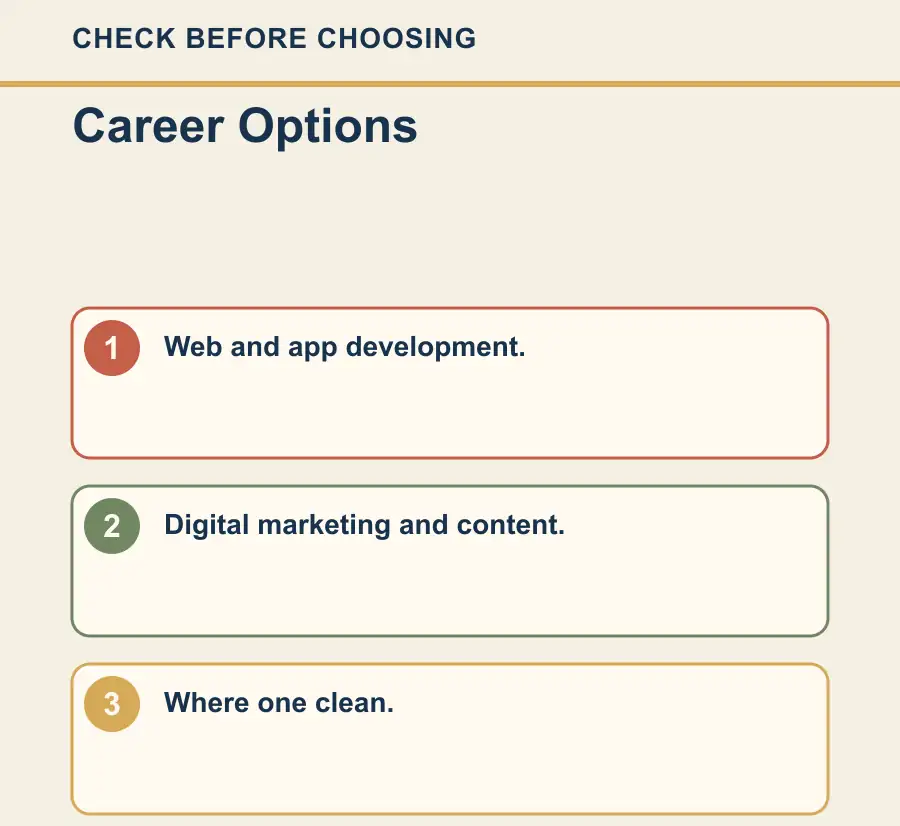 CHECK BEFORE CHOOSING
Career Options
1
Web and app development.
2
Digital marketing and content.
3
Where one clean.